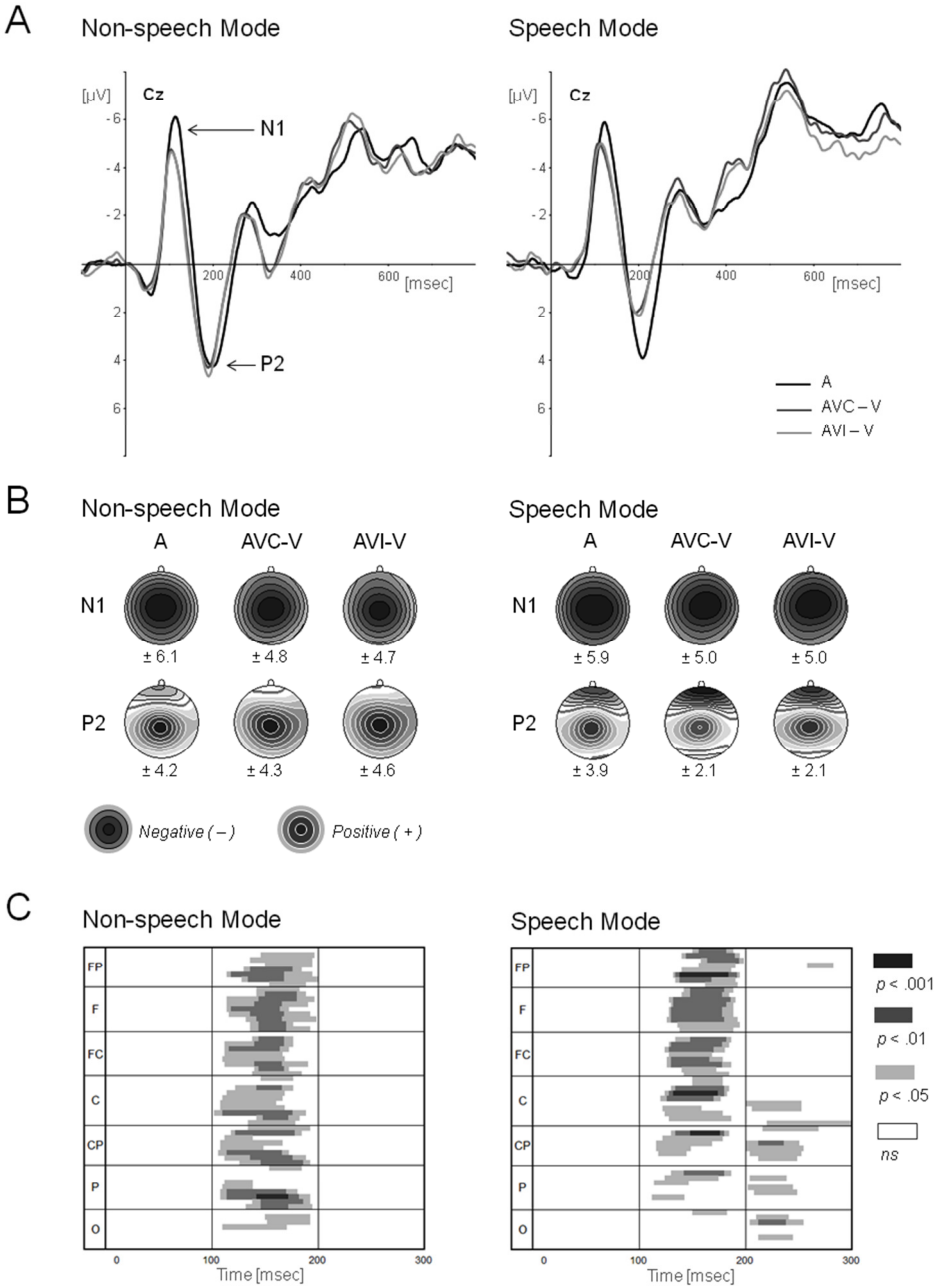 A
Non-speech Mode
Speech Mode
[µV]
Cz
N1
P2
- 6
- 4
- 2
2
4
6
200
400
600
[msec]
[µV]
Cz
- 6
- 4
- 2
2
4
6
200
400
600
[msec]
A
AVC – V
AVI – V
B
Non-speech Mode
Speech Mode
A AVC-V AVI-V
A AVC-V AVI-V
N1
N1
± 6.1 ± 4.8 ± 4.7
± 5.9 ± 5.0 ± 5.0
P2
P2
± 4.2 ± 4.3 ± 4.6
± 3.9 ± 2.1 ± 2.1
Negative ( – )
Positive ( + )
C
Non-speech Mode
Speech Mode
FP
F
FC
C
CP
P
O
0 100 200 300
Time [msec]
FP
F
FC
C
CP
P
O
0 100 200 300
Time [msec]
p < .001
p < .01
p < .05
ns